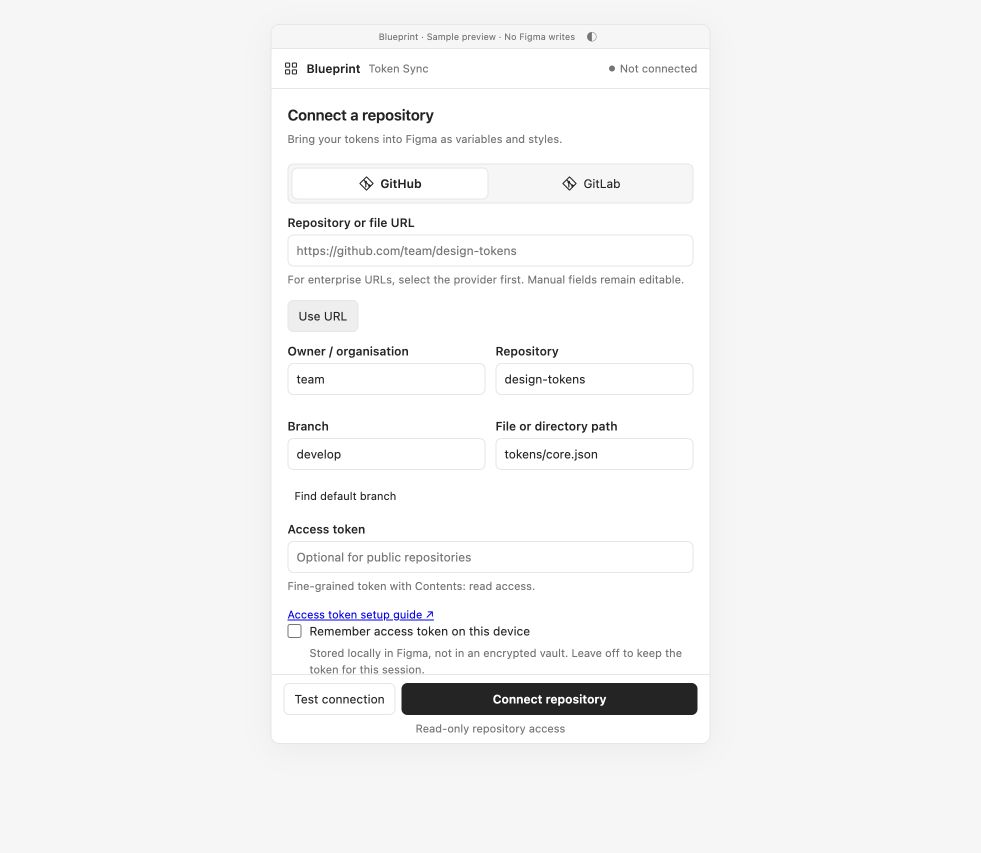 Blueprint · Sample preview · No Figma writes
Blueprint Token Sync
Not connected
Connect a repository
Bring your tokens into Figma as variables and styles.
GitHub
GitLab
Repository or file URL
https://github.com/team/design-tokens
For enterprise URLs, select the provider first. Manual fields remain editable.
Use URL
Owner / organisation
Repository
team
design-tokens
Branch
File or directory path
develop
tokens/core.json
Find default branch
Access token
Optional for public repositories
Fine-grained token with Contents: read access.
Access token setup guide ↗
Remember access token on this device
Stored locally in Figma, not in an encrypted vault. Leave off to keep the
token for this session.
Test connection
Connect repository
Read-only repository access